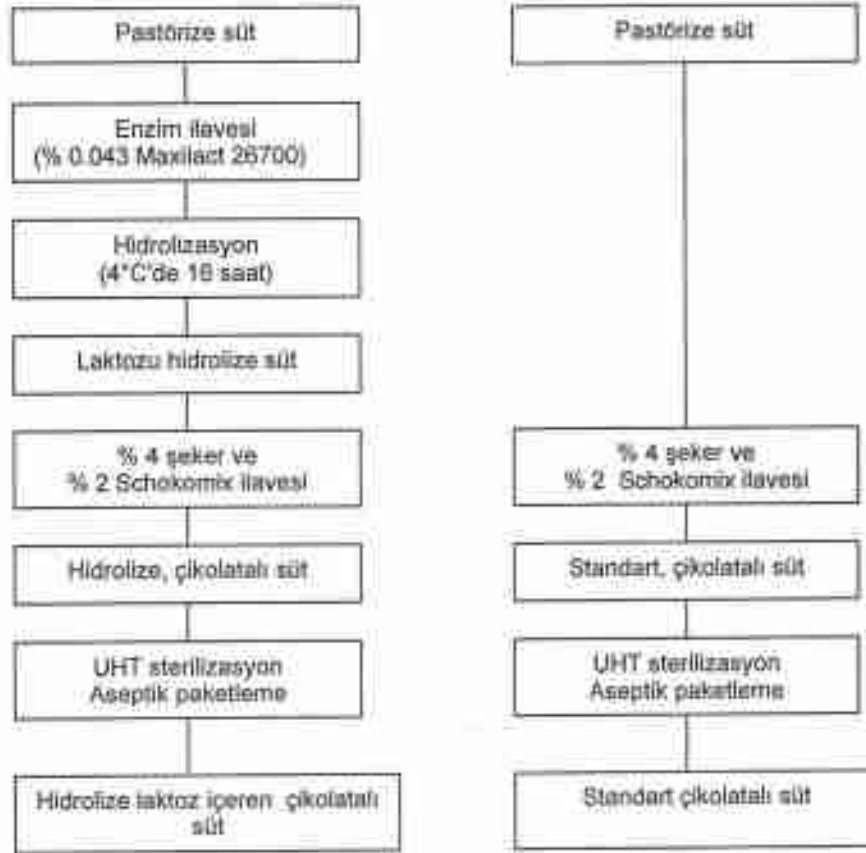 Pastörize süt
Enzim ilavesi
(% 0.043 Maxilact 26700)
Hidrolizasyon
(4°C'de 16 saat)
Laktozu hidrolize süt
% 4 şeker ve
% 2 Schokomix ilavesi
Hidrolize, çikolatalı süt
UHT sterilizasyon
Aseptik paketleme
Hidrolize laktoz içeren çikolatalı
süt
Pastörize süt
% 4 şeker ve
% 2 Schokomix ilavesi
Standart, çikolatalı süt
UHT sterilizasyon
Aseptik paketleme
Standart çikolatalı süt